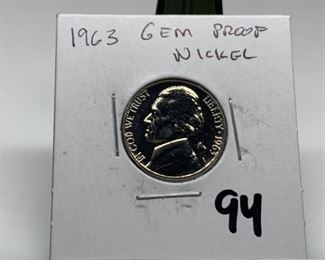 1963 GEM PROOF
NICKEL
IN GOD WE TRUST
LIBERTY 1963
94